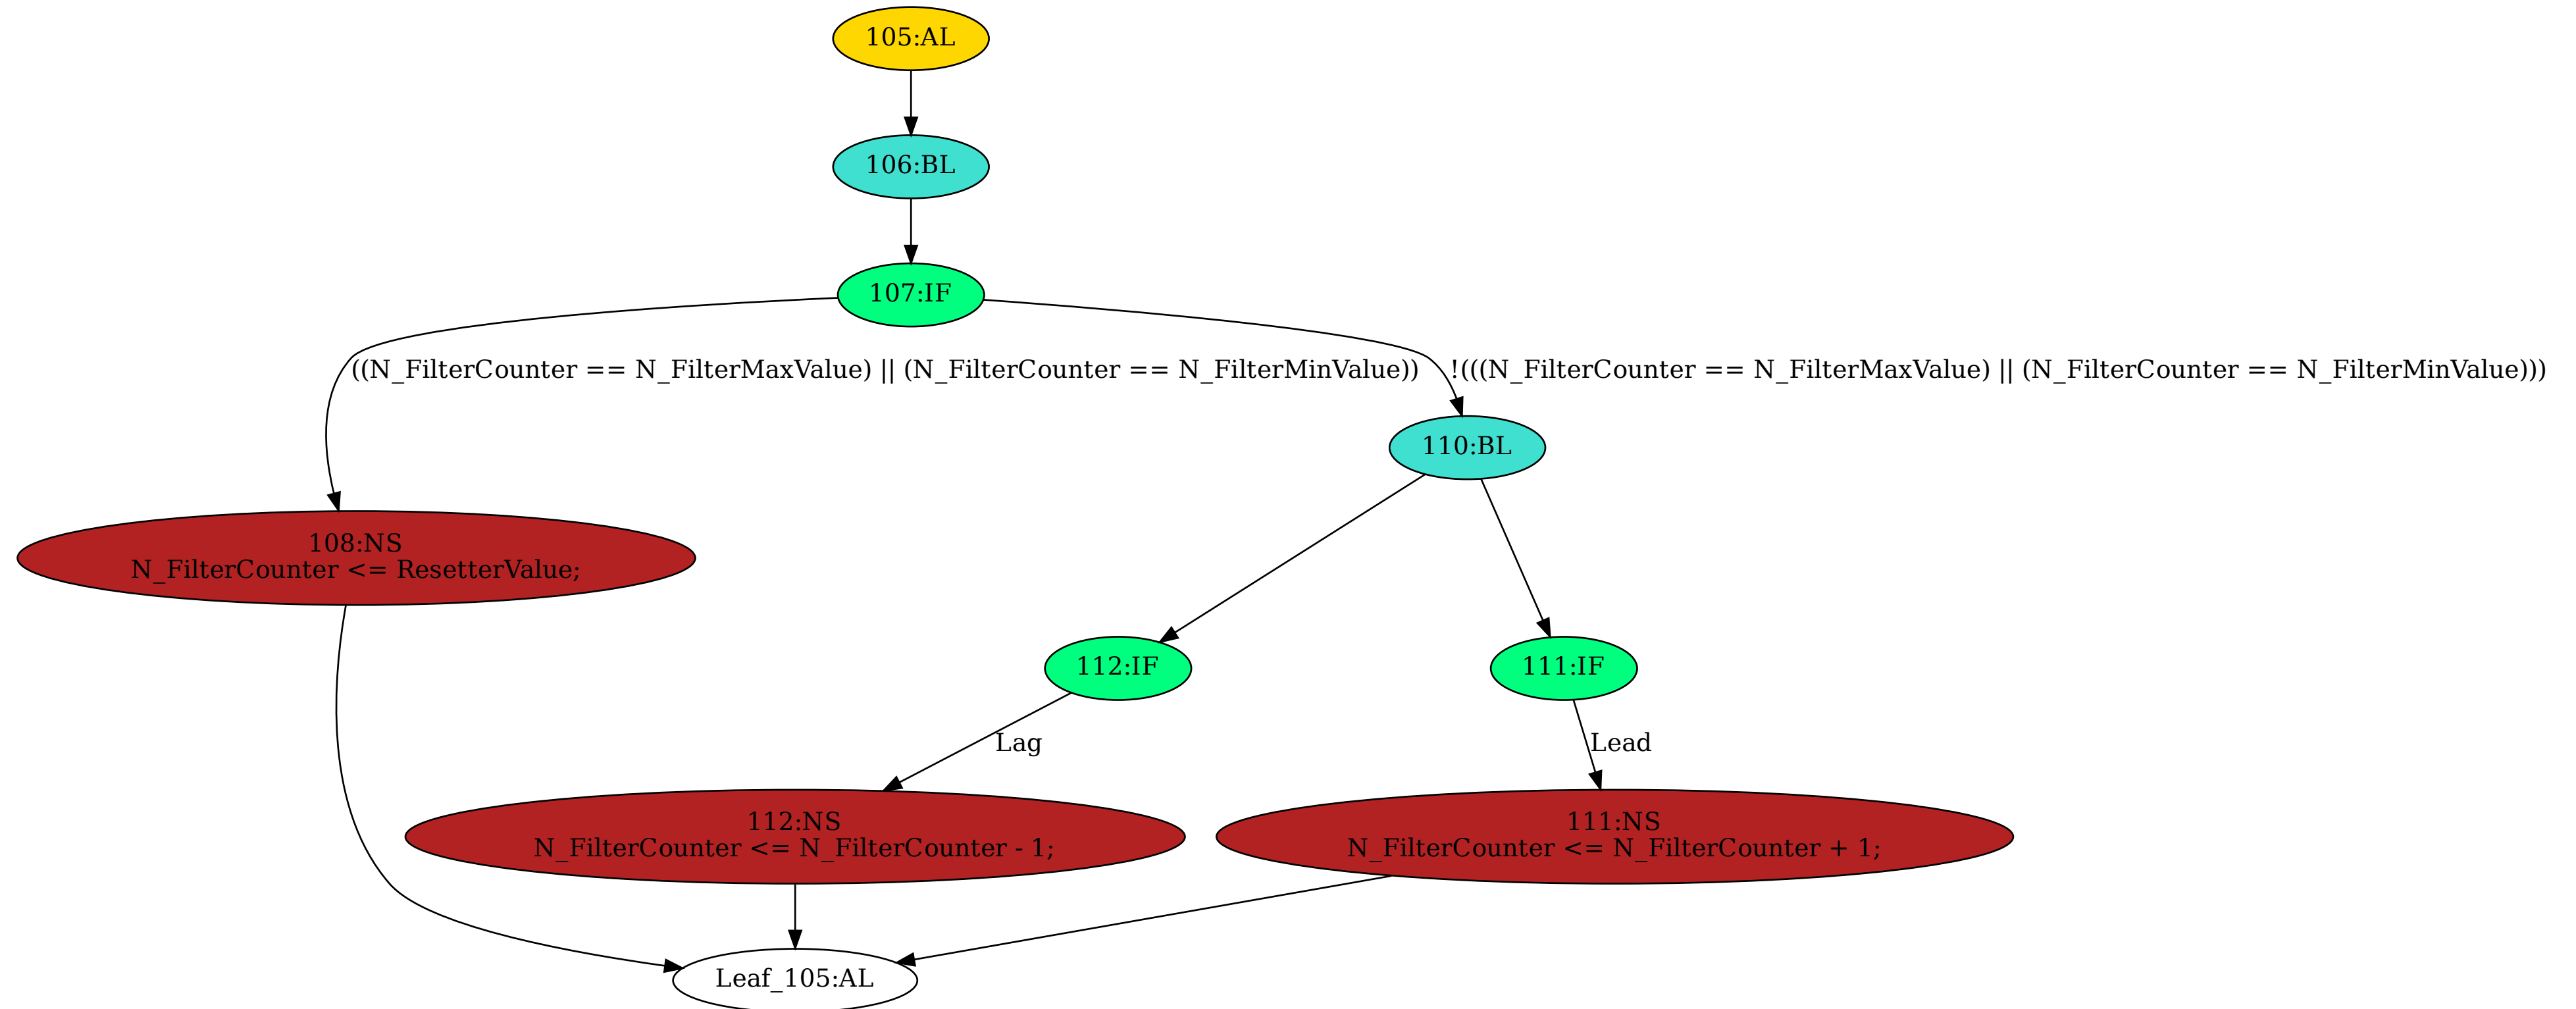 105:AL
106:BL
107:IF
((N_FilterCounter == N_FilterMaxValue) || (N_FilterCounter == N_FilterMinValue))
!(((N_FilterCounter == N_FilterMaxValue) || (N_FilterCounter == N_FilterMinValue)))
110:BL
108:NS
N_FilterCounter <= ResetterValue;
112:IF
111:IF
Lag
Lead
112:NS
N_FilterCounter <= N_FilterCounter - 1;
111:NS
N_FilterCounter <= N_FilterCounter + 1;
Leaf_105:AL